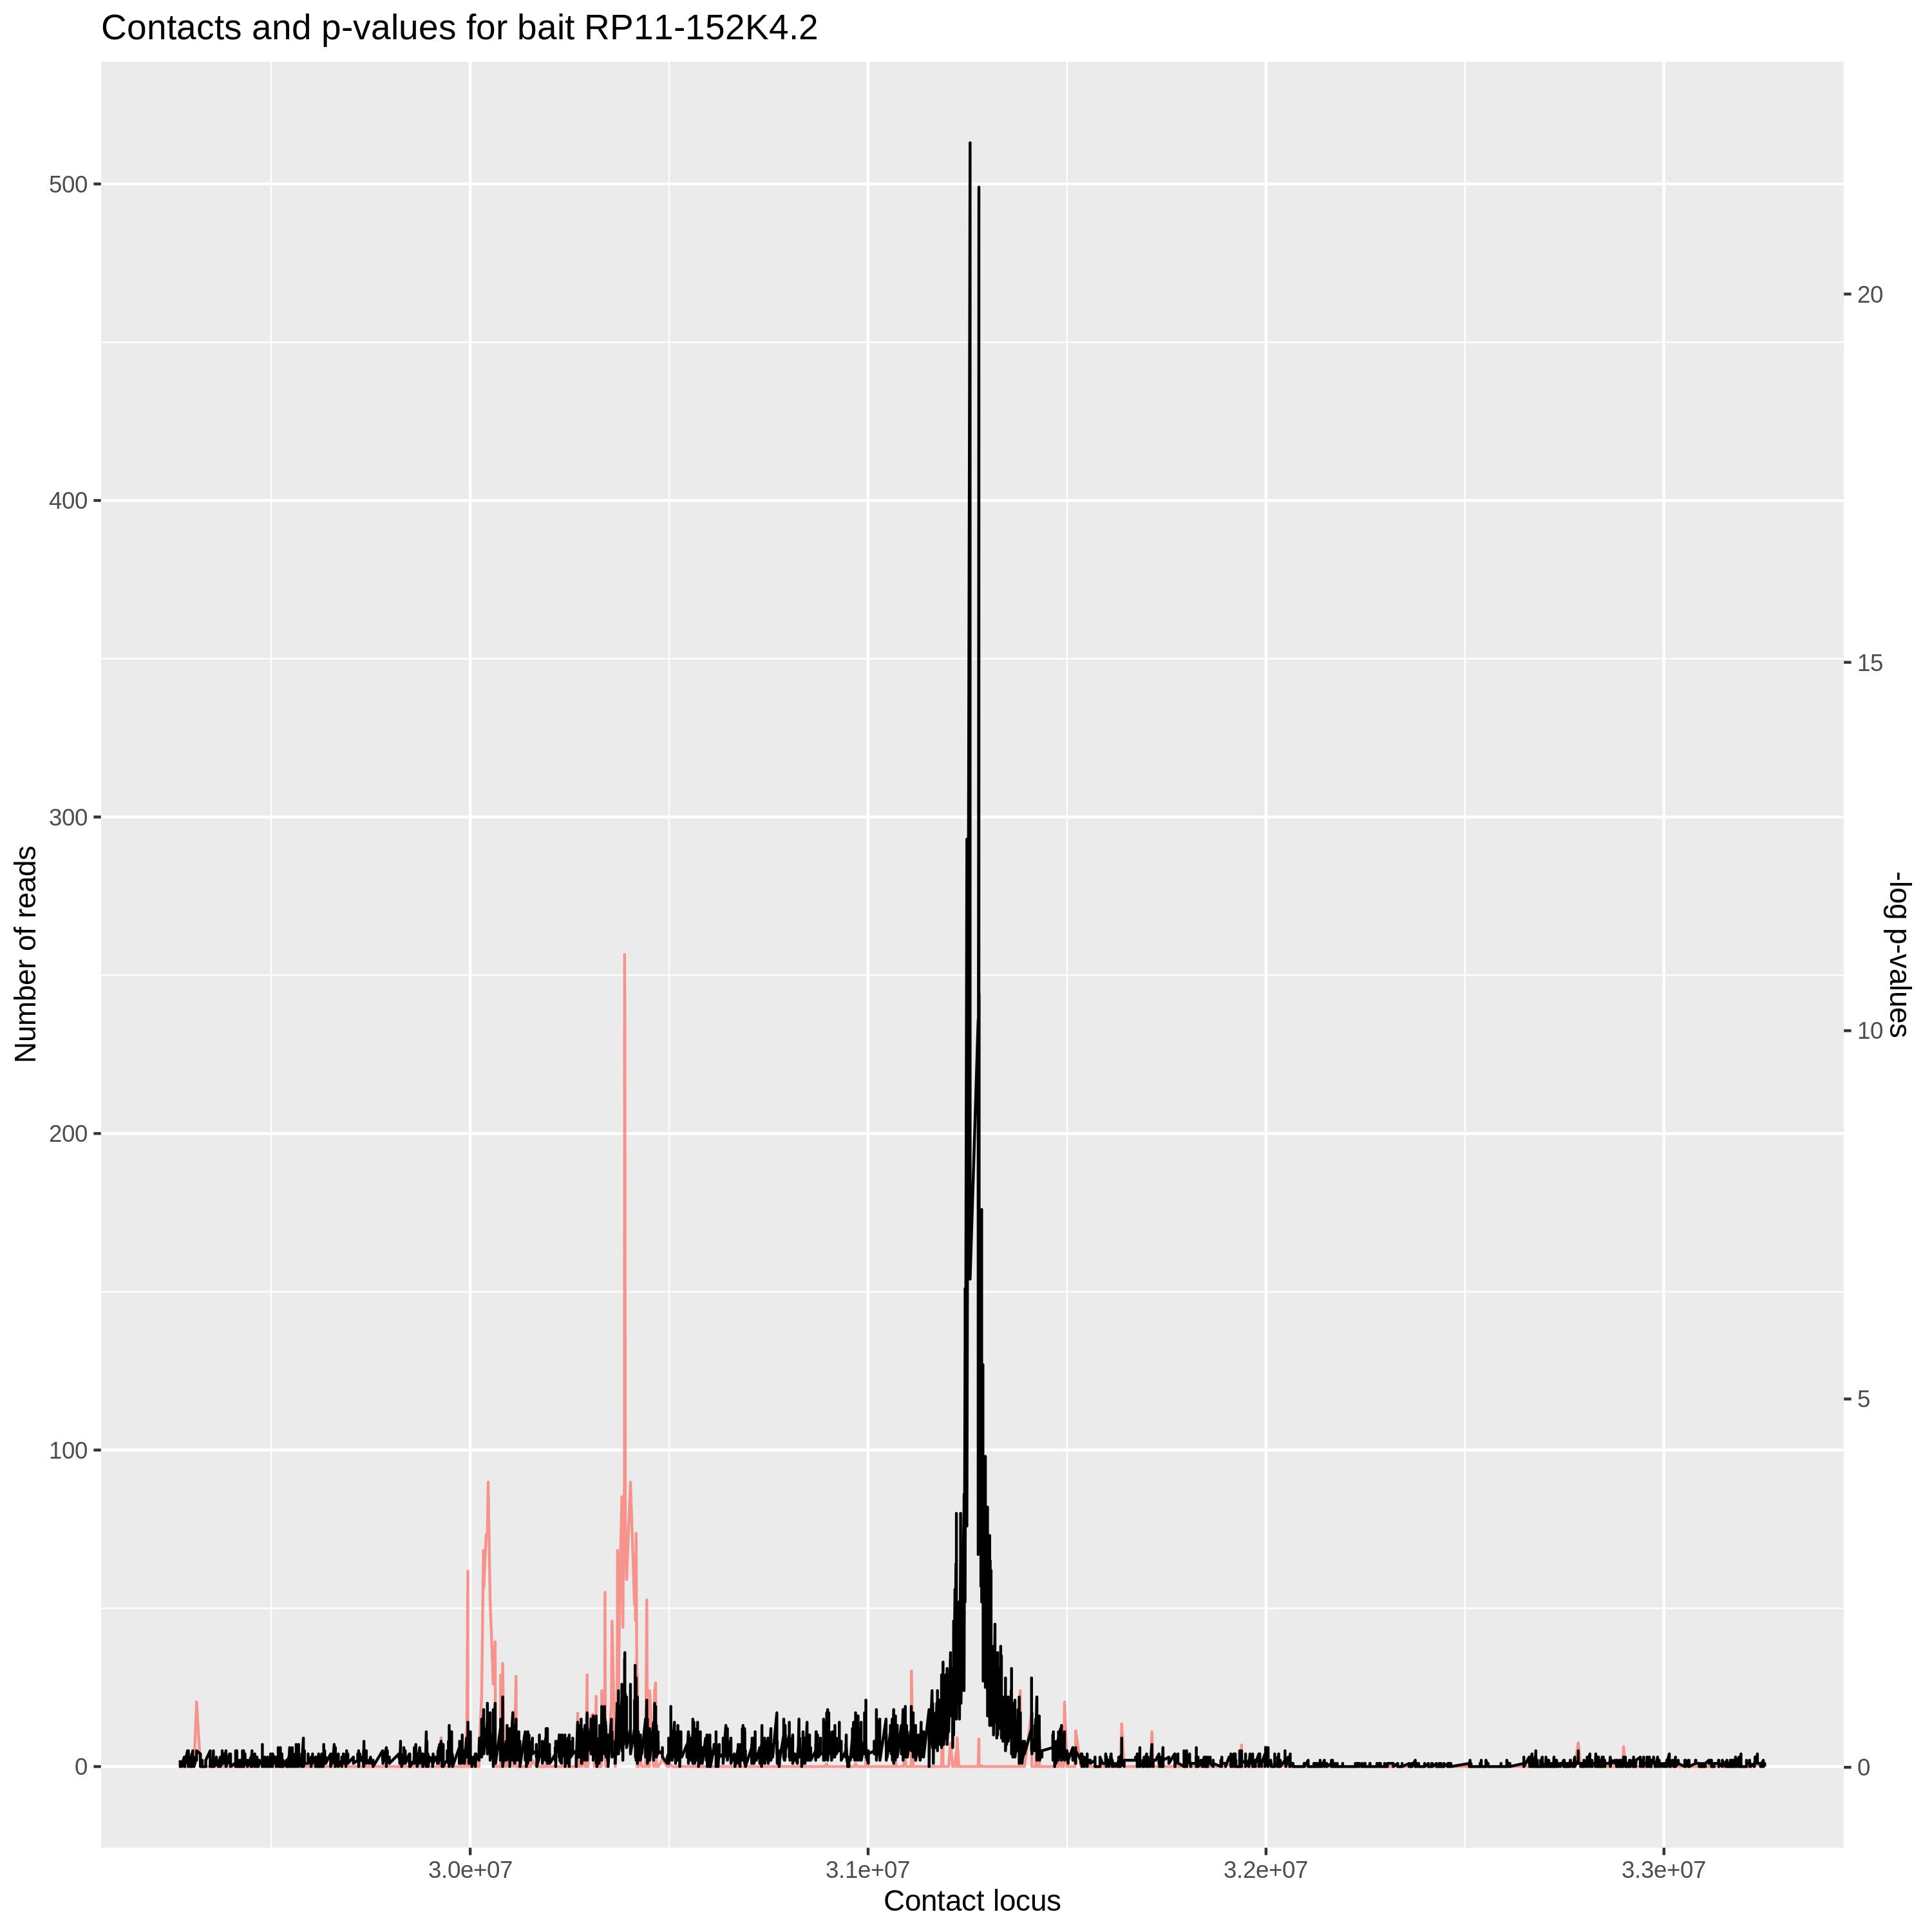 Contacts and p-values for bait RP11-152K4.2
500
400
300
200
100
0
Number of reads
20
15
10
5
0
-log p-values
3.0e+07
3.1e+07
3.2e+07
3.3e+07
Contact locus